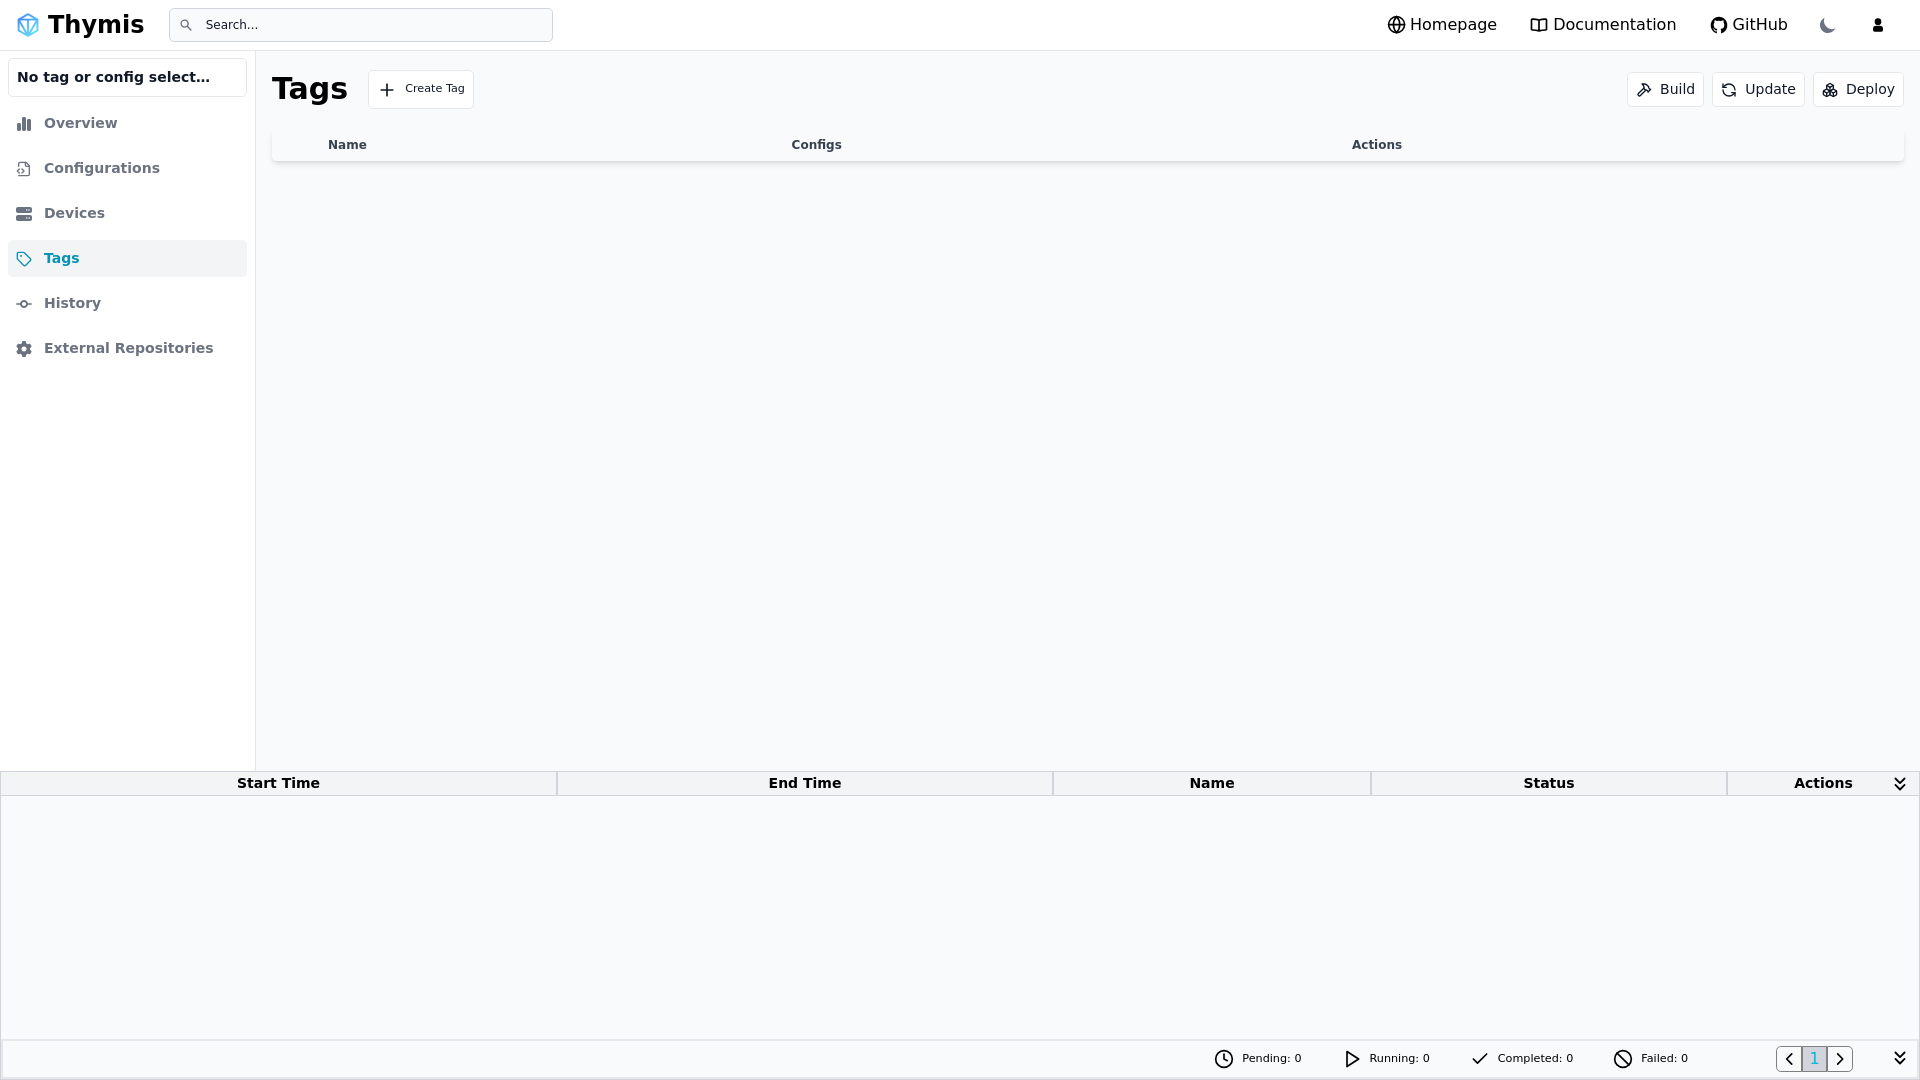 Thymis
Search...
Homepage
Documentation
GitHub
No tag or config select...
Overview
Configurations
Devices
Tags
History
External Repositories
Tags
Create Tag
Build
Update
Deploy
Name Configs Actions
Start Time End Time Name Status Actions
Pending: 0 Running: 0 Completed: 0 Failed: 0 1